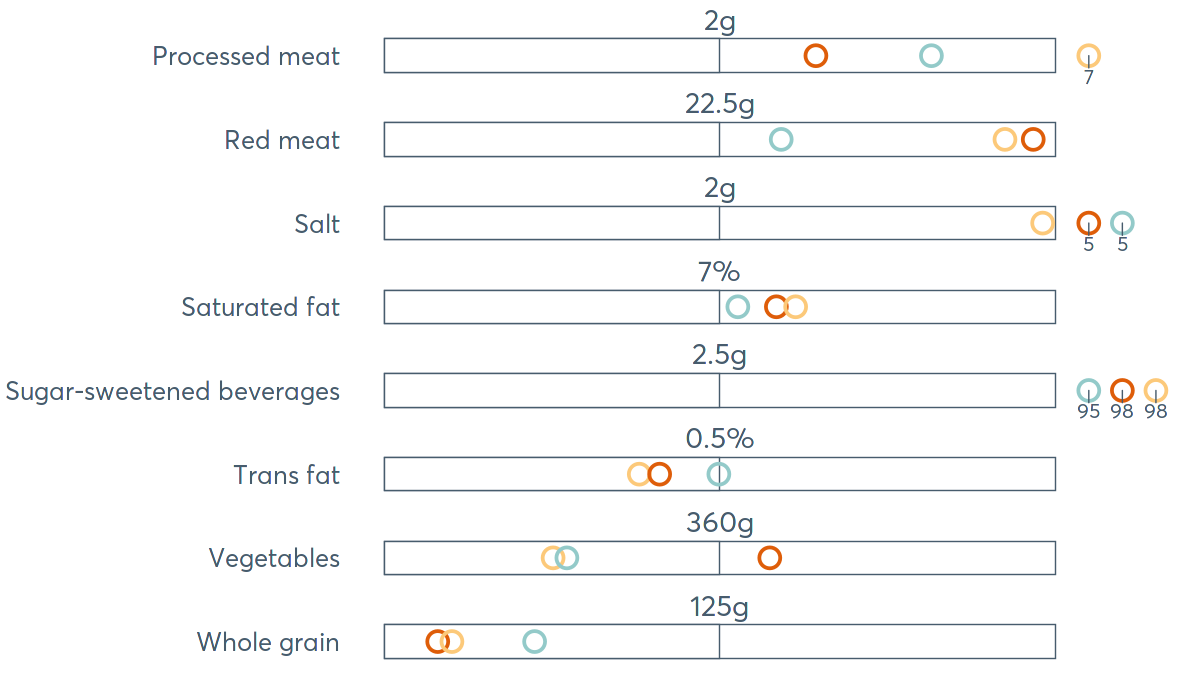 2g
Processed meat
7
22.5g
Red meat
2g
Salt
5 5
7%
Saturated fat
2.5g
Sugar-sweetened beverages
95 98 98
0.5%
Trans fat
360g
Vegetables
125g
Whole grain